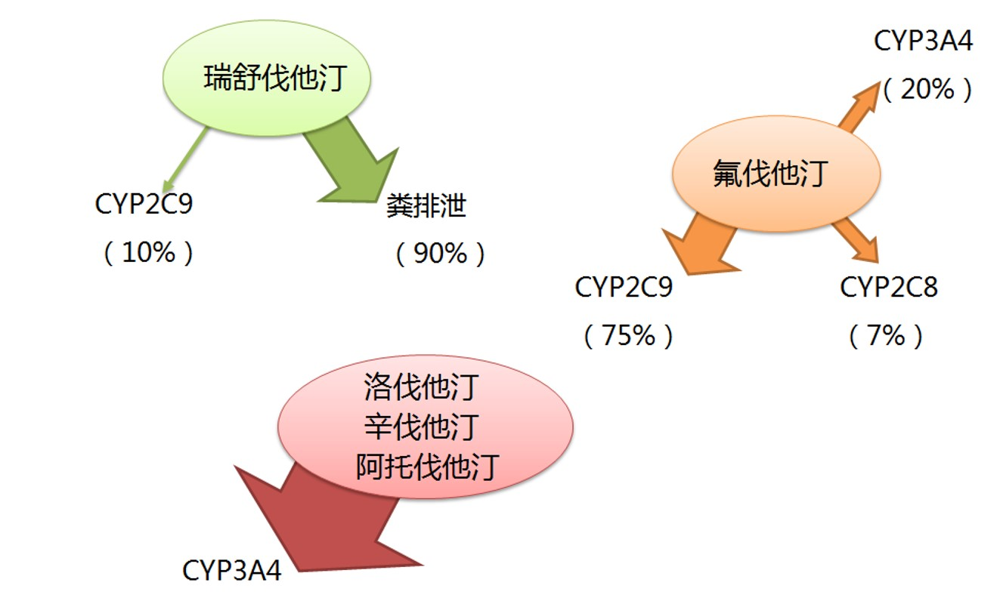 瑞舒伐他汀
CYP2C9
（10%）
粪排泄
（90%）
CYP3A4
（20%）
氟伐他汀
CYP2C9
（75%）
CYP2C8
（7%）
洛伐他汀
辛伐他汀
阿托伐他汀
CYP3A4